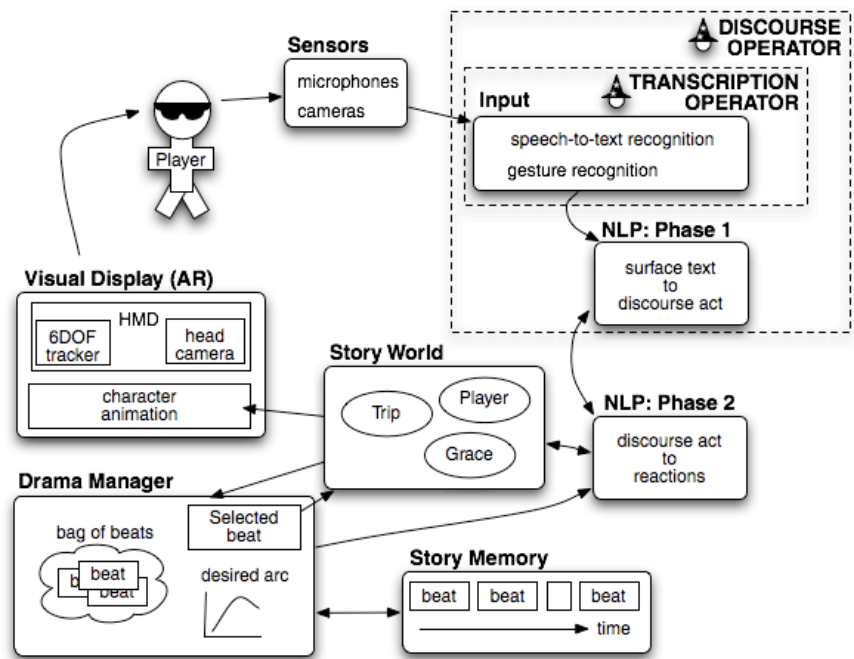 DISCOURSE
OPERATOR
Sensors
microphones
cameras
TRANSCRIPTION
OPERATOR
Input
speech-to-text recognition
gesture recognition
Player
NLP: Phase 1
surface text
to
discourse act
Visual Display (AR)
HMD
6DOF
tracker
head
camera
character
animation
Story World
Trip
Player
Grace
NLP: Phase 2
discourse act
to
reactions
Drama Manager
Selected
beat
bag of beats
beat
b
beat
desired arc
Story Memory
beat
beat
beat
time